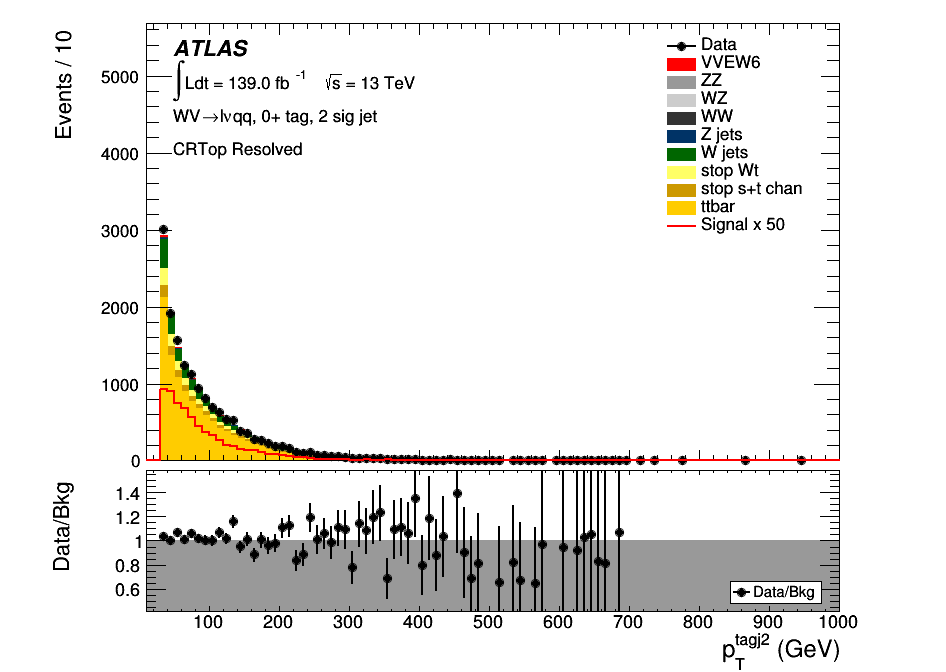 Events / 10
5000
4000
3000
2000
1000
0
ATLAS
∫Ldt = 139.0 fb⁻¹ √s = 13 TeV
WV→lνqq, 0+ tag, 2 sig jet
CRTop Resolved
Data
VVEW6
ZZ
WZ
WW
Z jets
W jets
stop Wt
stop s+t chan
ttbar
Signal x 50
Data/Bkg
1.4
1.2
1
0.8
0.6
Data/Bkg
100 200 300 400 500 600 700 800 900 1000
p_T^tagj2 (GeV)